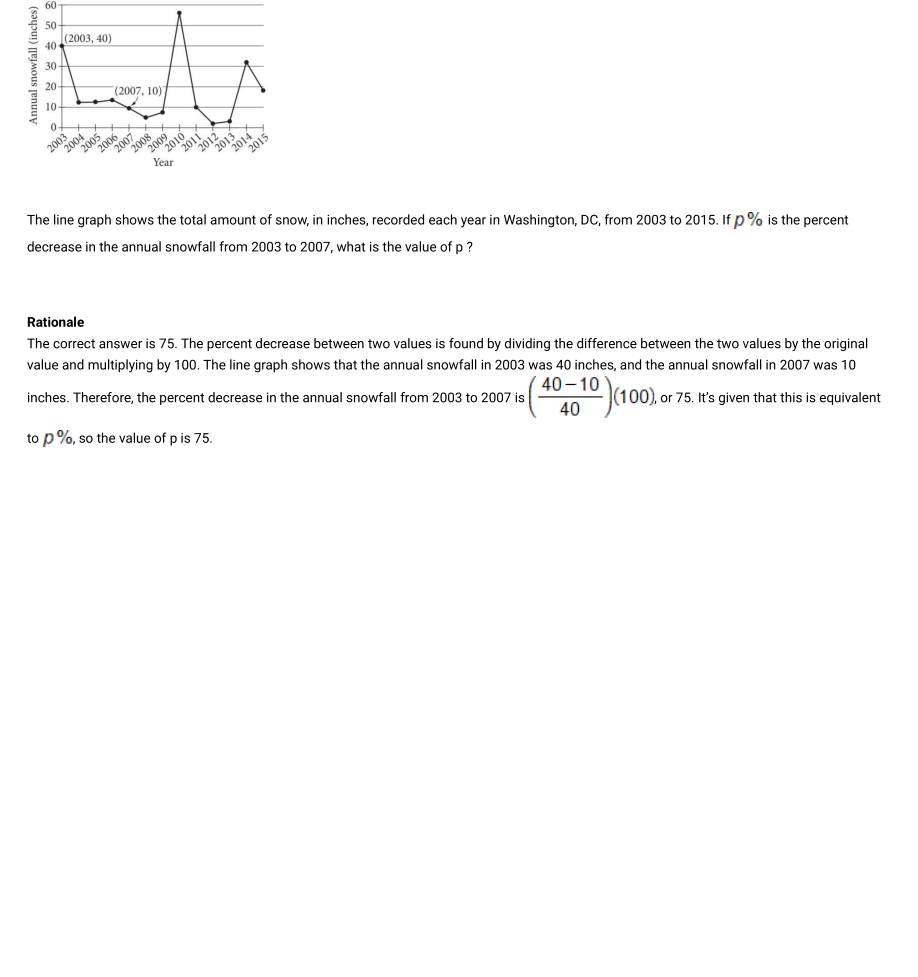 Annual snowfall (inches)
60
50
40
30
20
10
0
(2003, 40)
(2007, 10)
2003 2004 2005 2006 2007 2008 2009 2010 2011 2012 2013 2014 2015
Year
The line graph shows the total amount of snow, in inches, recorded each year in Washington, DC, from 2003 to 2015. If p% is the percent
decrease in the annual snowfall from 2003 to 2007, what is the value of p ?
Rationale
The correct answer is 75. The percent decrease between two values is found by dividing the difference between the two values by the original
value and multiplying by 100. The line graph shows that the annual snowfall in 2003 was 40 inches, and the annual snowfall in 2007 was 10
inches. Therefore, the percent decrease in the annual snowfall from 2003 to 2007 is (40−10/40)(100), or 75. It’s given that this is equivalent
to p%, so the value of p is 75.